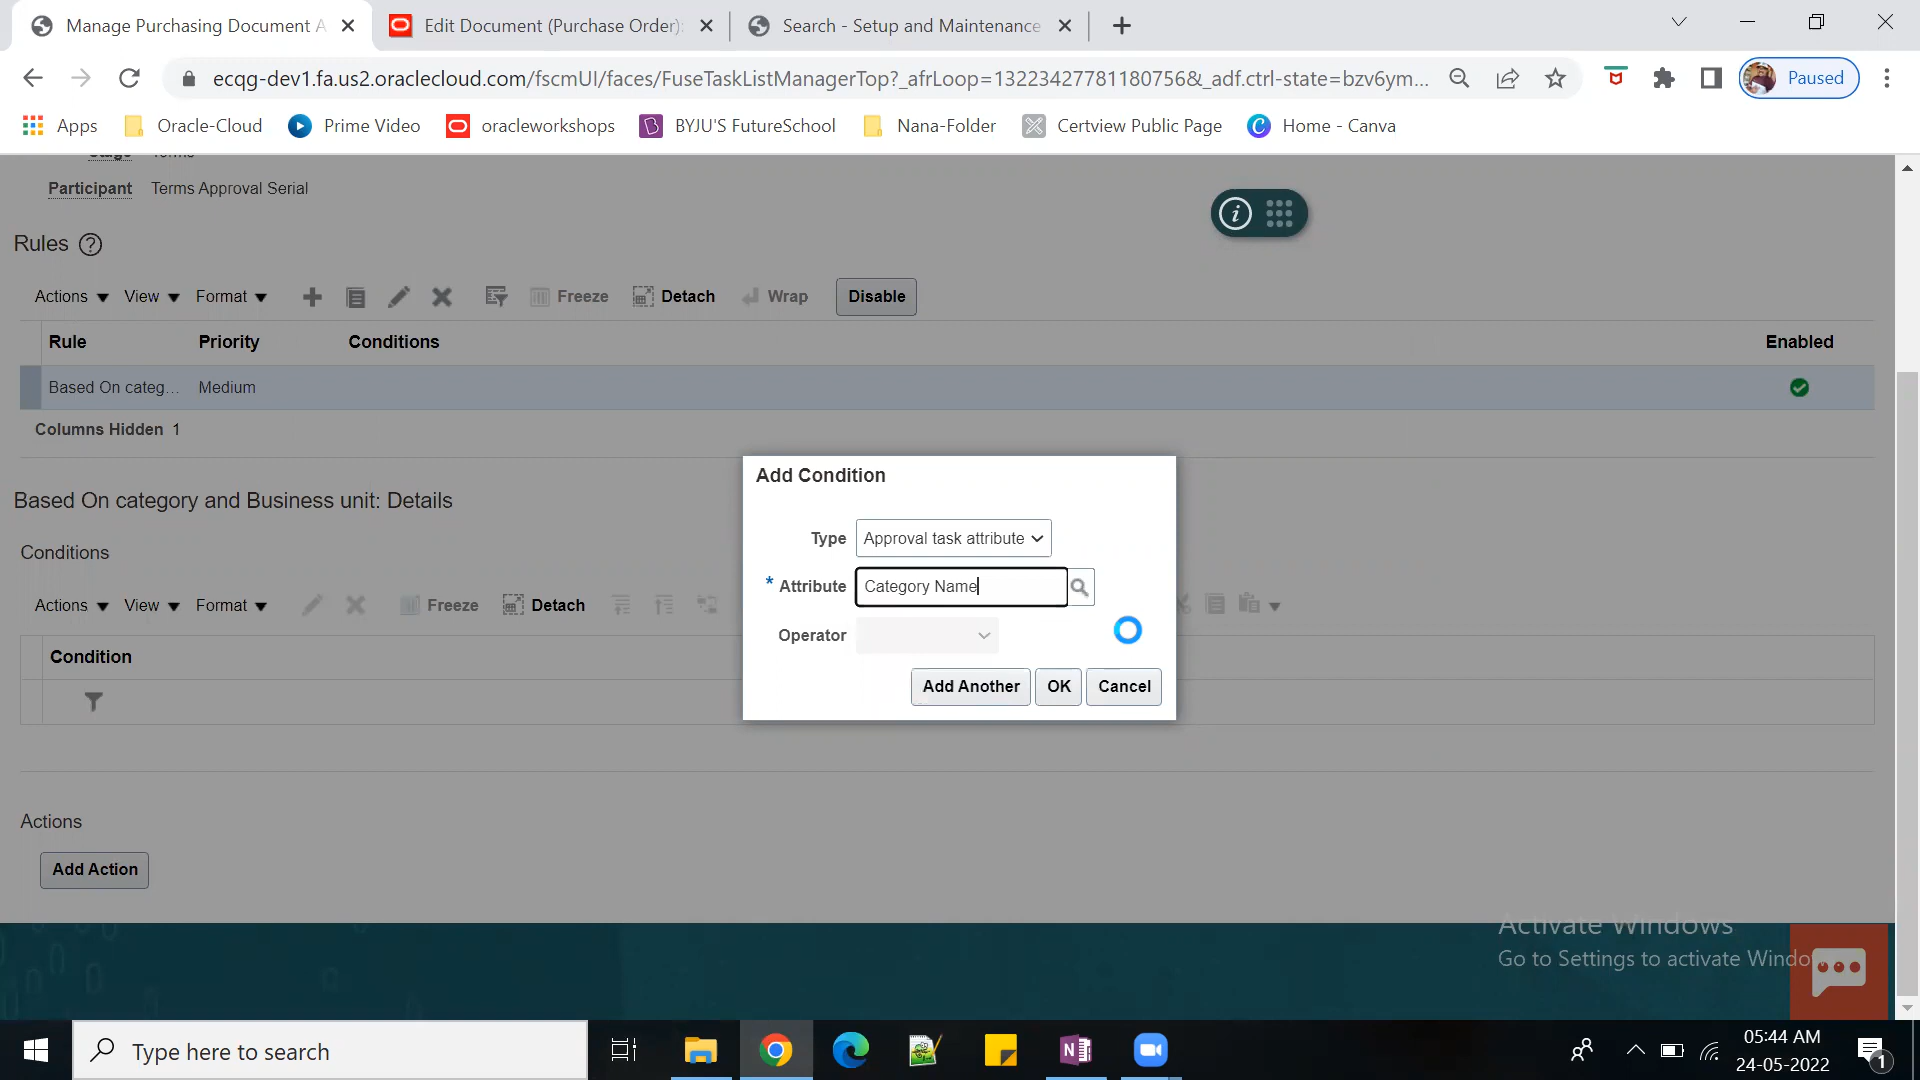 Manage Purchasing Document A
Edit Document (Purchase Order):
Search - Setup and Maintenance
ecqg-dev1.fa.us2.oraclecloud.com/fscmUI/faces/FuseTaskListManagerTop?_afrLoop=13223427781180756&_adf.ctrl-state=bzv6ym...
Paused
Apps
Oracle-Cloud
Prime Video
oracleworkshops
BYJU'S FutureSchool
Nana-Folder
Certview Public Page
Home - Canva
Stage Terms
Participant Terms Approval Serial
Rules
Actions View Format Freeze Detach Wrap Disable
Rule Priority Conditions Enabled
Based On categ... Medium
Columns Hidden 1
Based On category and Business unit: Details
Conditions
Actions View Format Freeze Detach
Condition
Add Condition
Type Approval task attribute
* Attribute Category Name
Operator
Add Another OK Cancel
Actions
Add Action
Activate Windows
Go to Settings to activate Windo
Type here to search
05:44 AM
24-05-2022
1